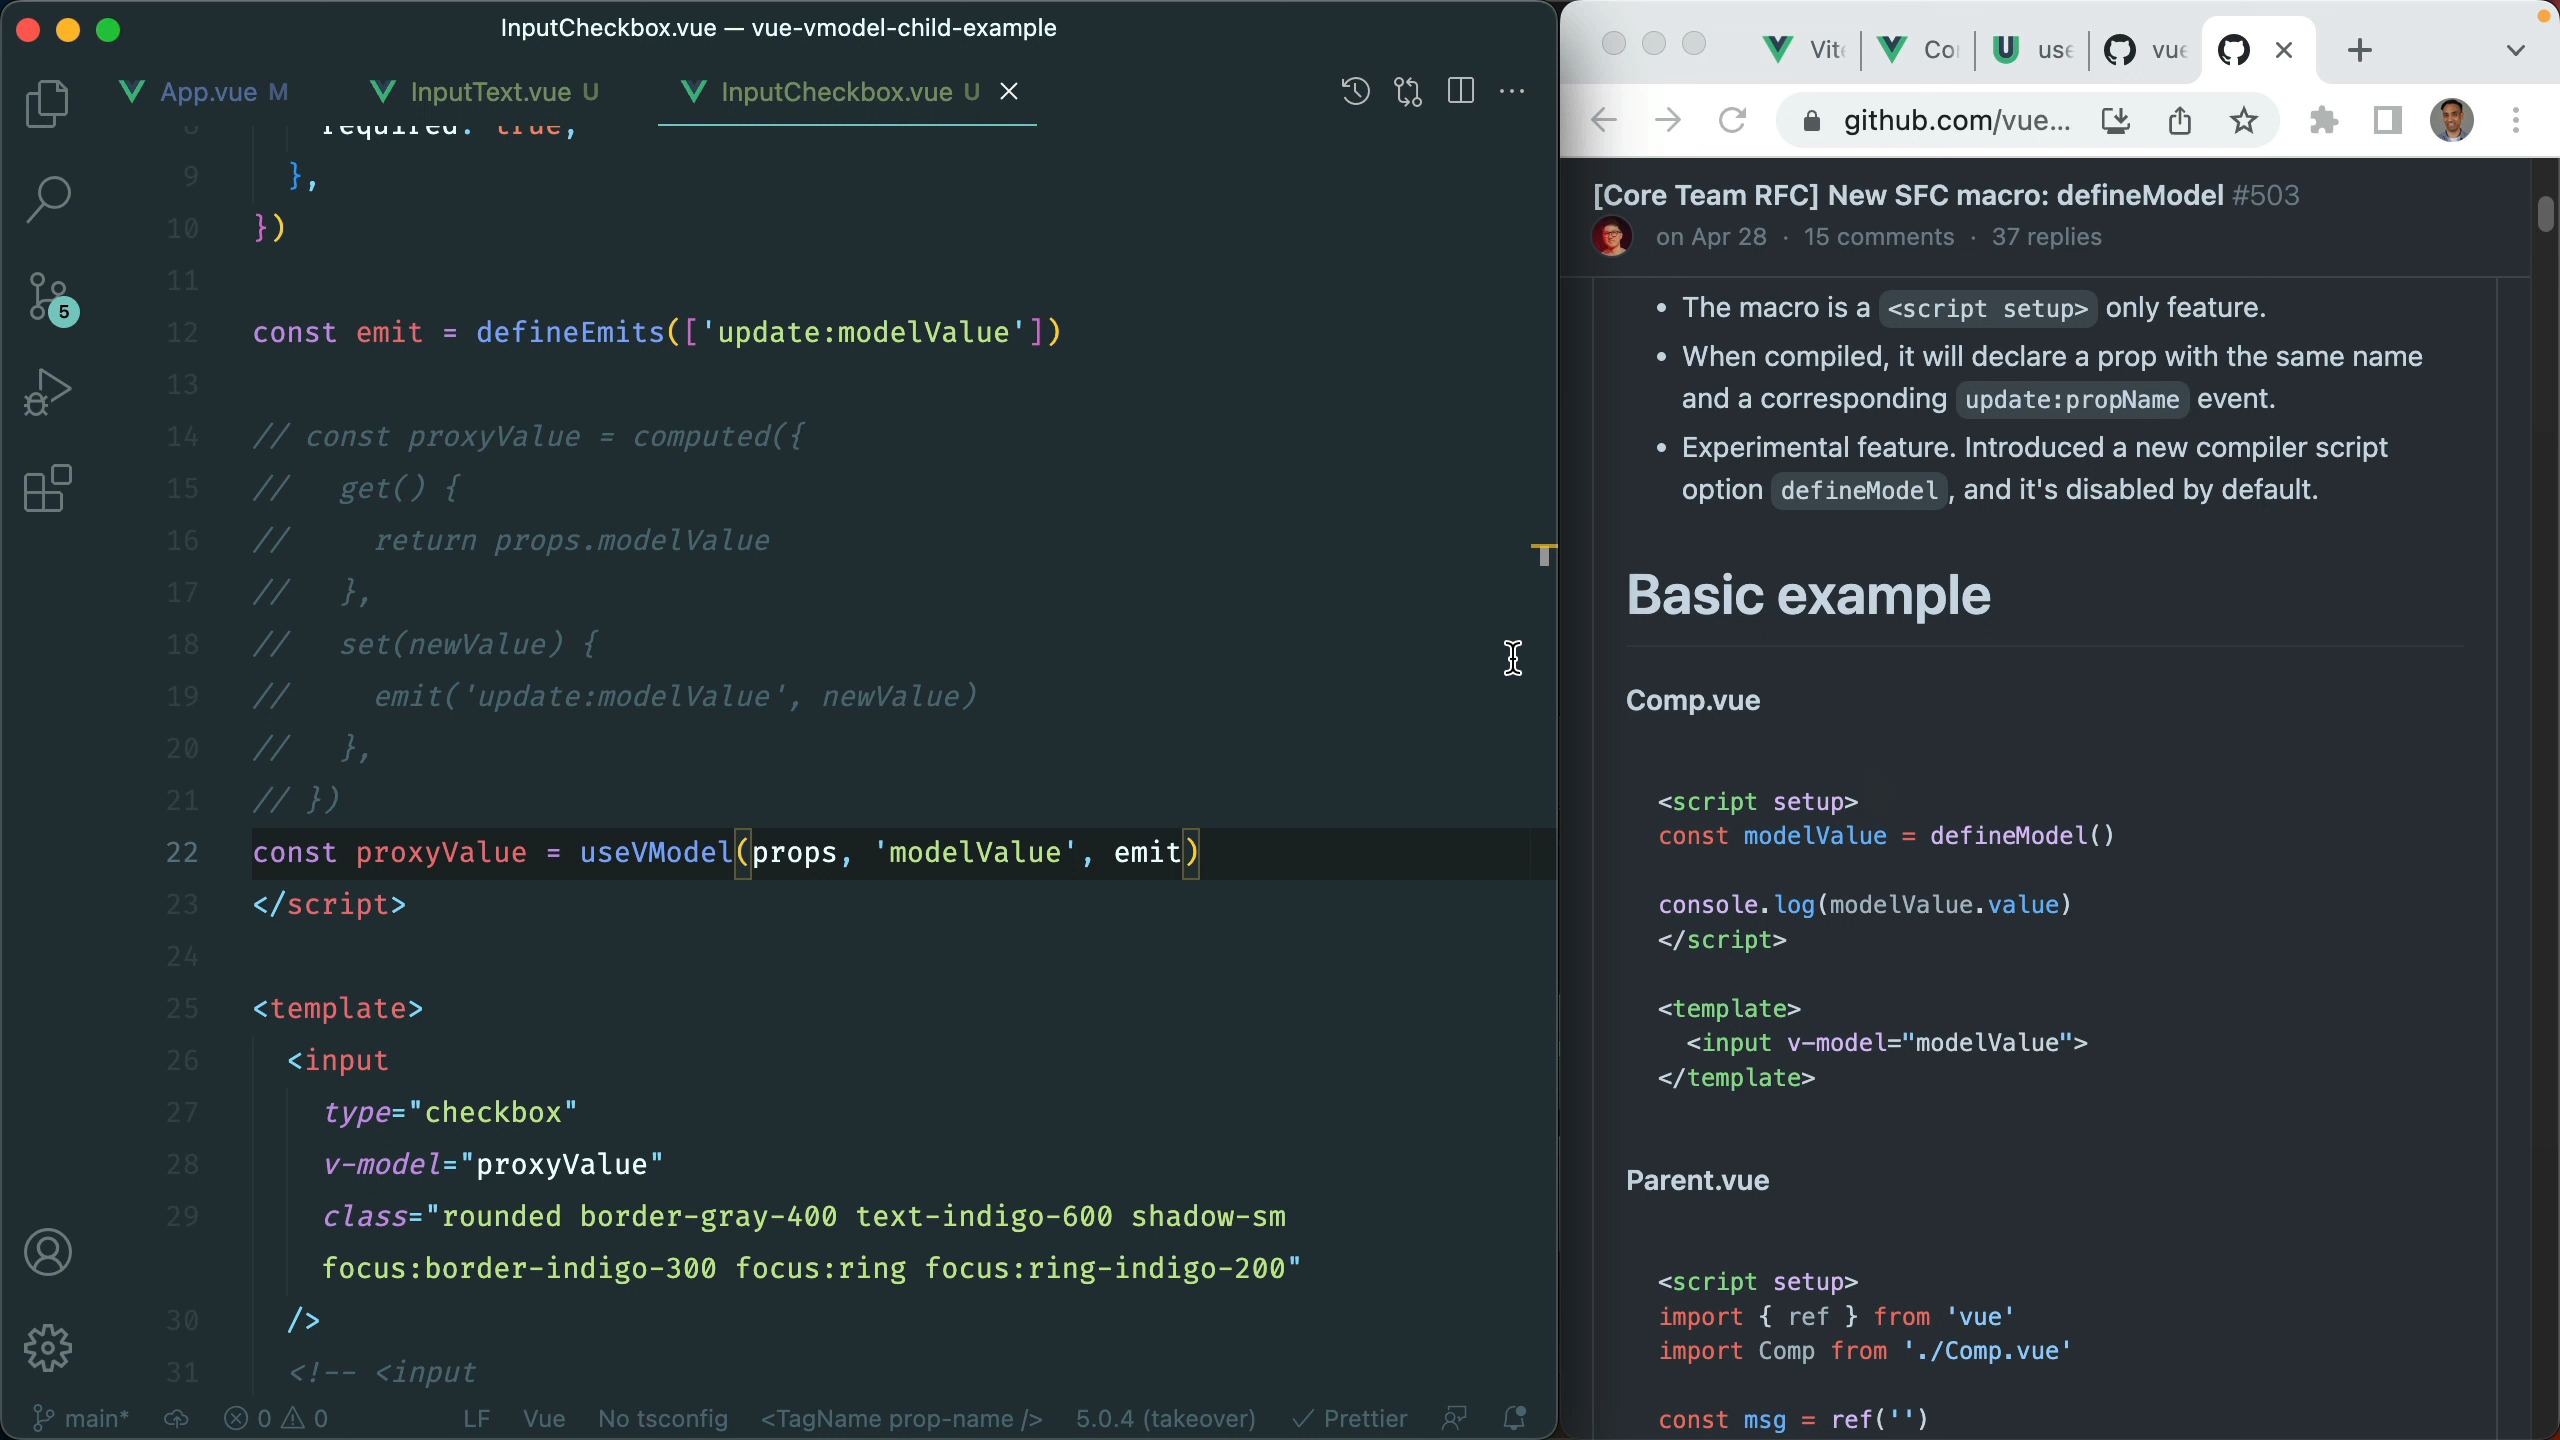 InputCheckbox.vue — vue-vmodel-child-example
App.vue M
InputText.vue U
InputCheckbox.vue U
8 required: true,
9 },
10 })
11
12 const emit = defineEmits(['update:modelValue'])
13
14 // const proxyValue = computed({
15 // get() {
16 // return props.modelValue
17 // },
18 // set(newValue) {
19 // emit('update:modelValue', newValue)
20 // },
21 // })
22 const proxyValue = useVModel(props, 'modelValue', emit)
23 </script>
24
25 <template>
26 <input
27 type="checkbox"
28 v-model="proxyValue"
29 class="rounded border-gray-400 text-indigo-600 shadow-sm
focus:border-indigo-300 focus:ring focus:ring-indigo-200"
30 />
31 <!-- <input
5
main* 0 0 LF Vue No tsconfig <TagName prop-name /> 5.0.4 (takeover) Prettier
Vit
Co
use
vue
github.com/vue...
[Core Team RFC] New SFC macro: defineModel #503
on Apr 28 · 15 comments · 37 replies
• The macro is a <script setup> only feature.
• When compiled, it will declare a prop with the same name
and a corresponding update:propName event.
• Experimental feature. Introduced a new compiler script
option defineModel, and it's disabled by default.
Basic example
Comp.vue
<script setup>
const modelValue = defineModel()
console.log(modelValue.value)
</script>
<template>
<input v-model="modelValue">
</template>
Parent.vue
<script setup>
import { ref } from 'vue'
import Comp from './Comp.vue'
const msg = ref('')